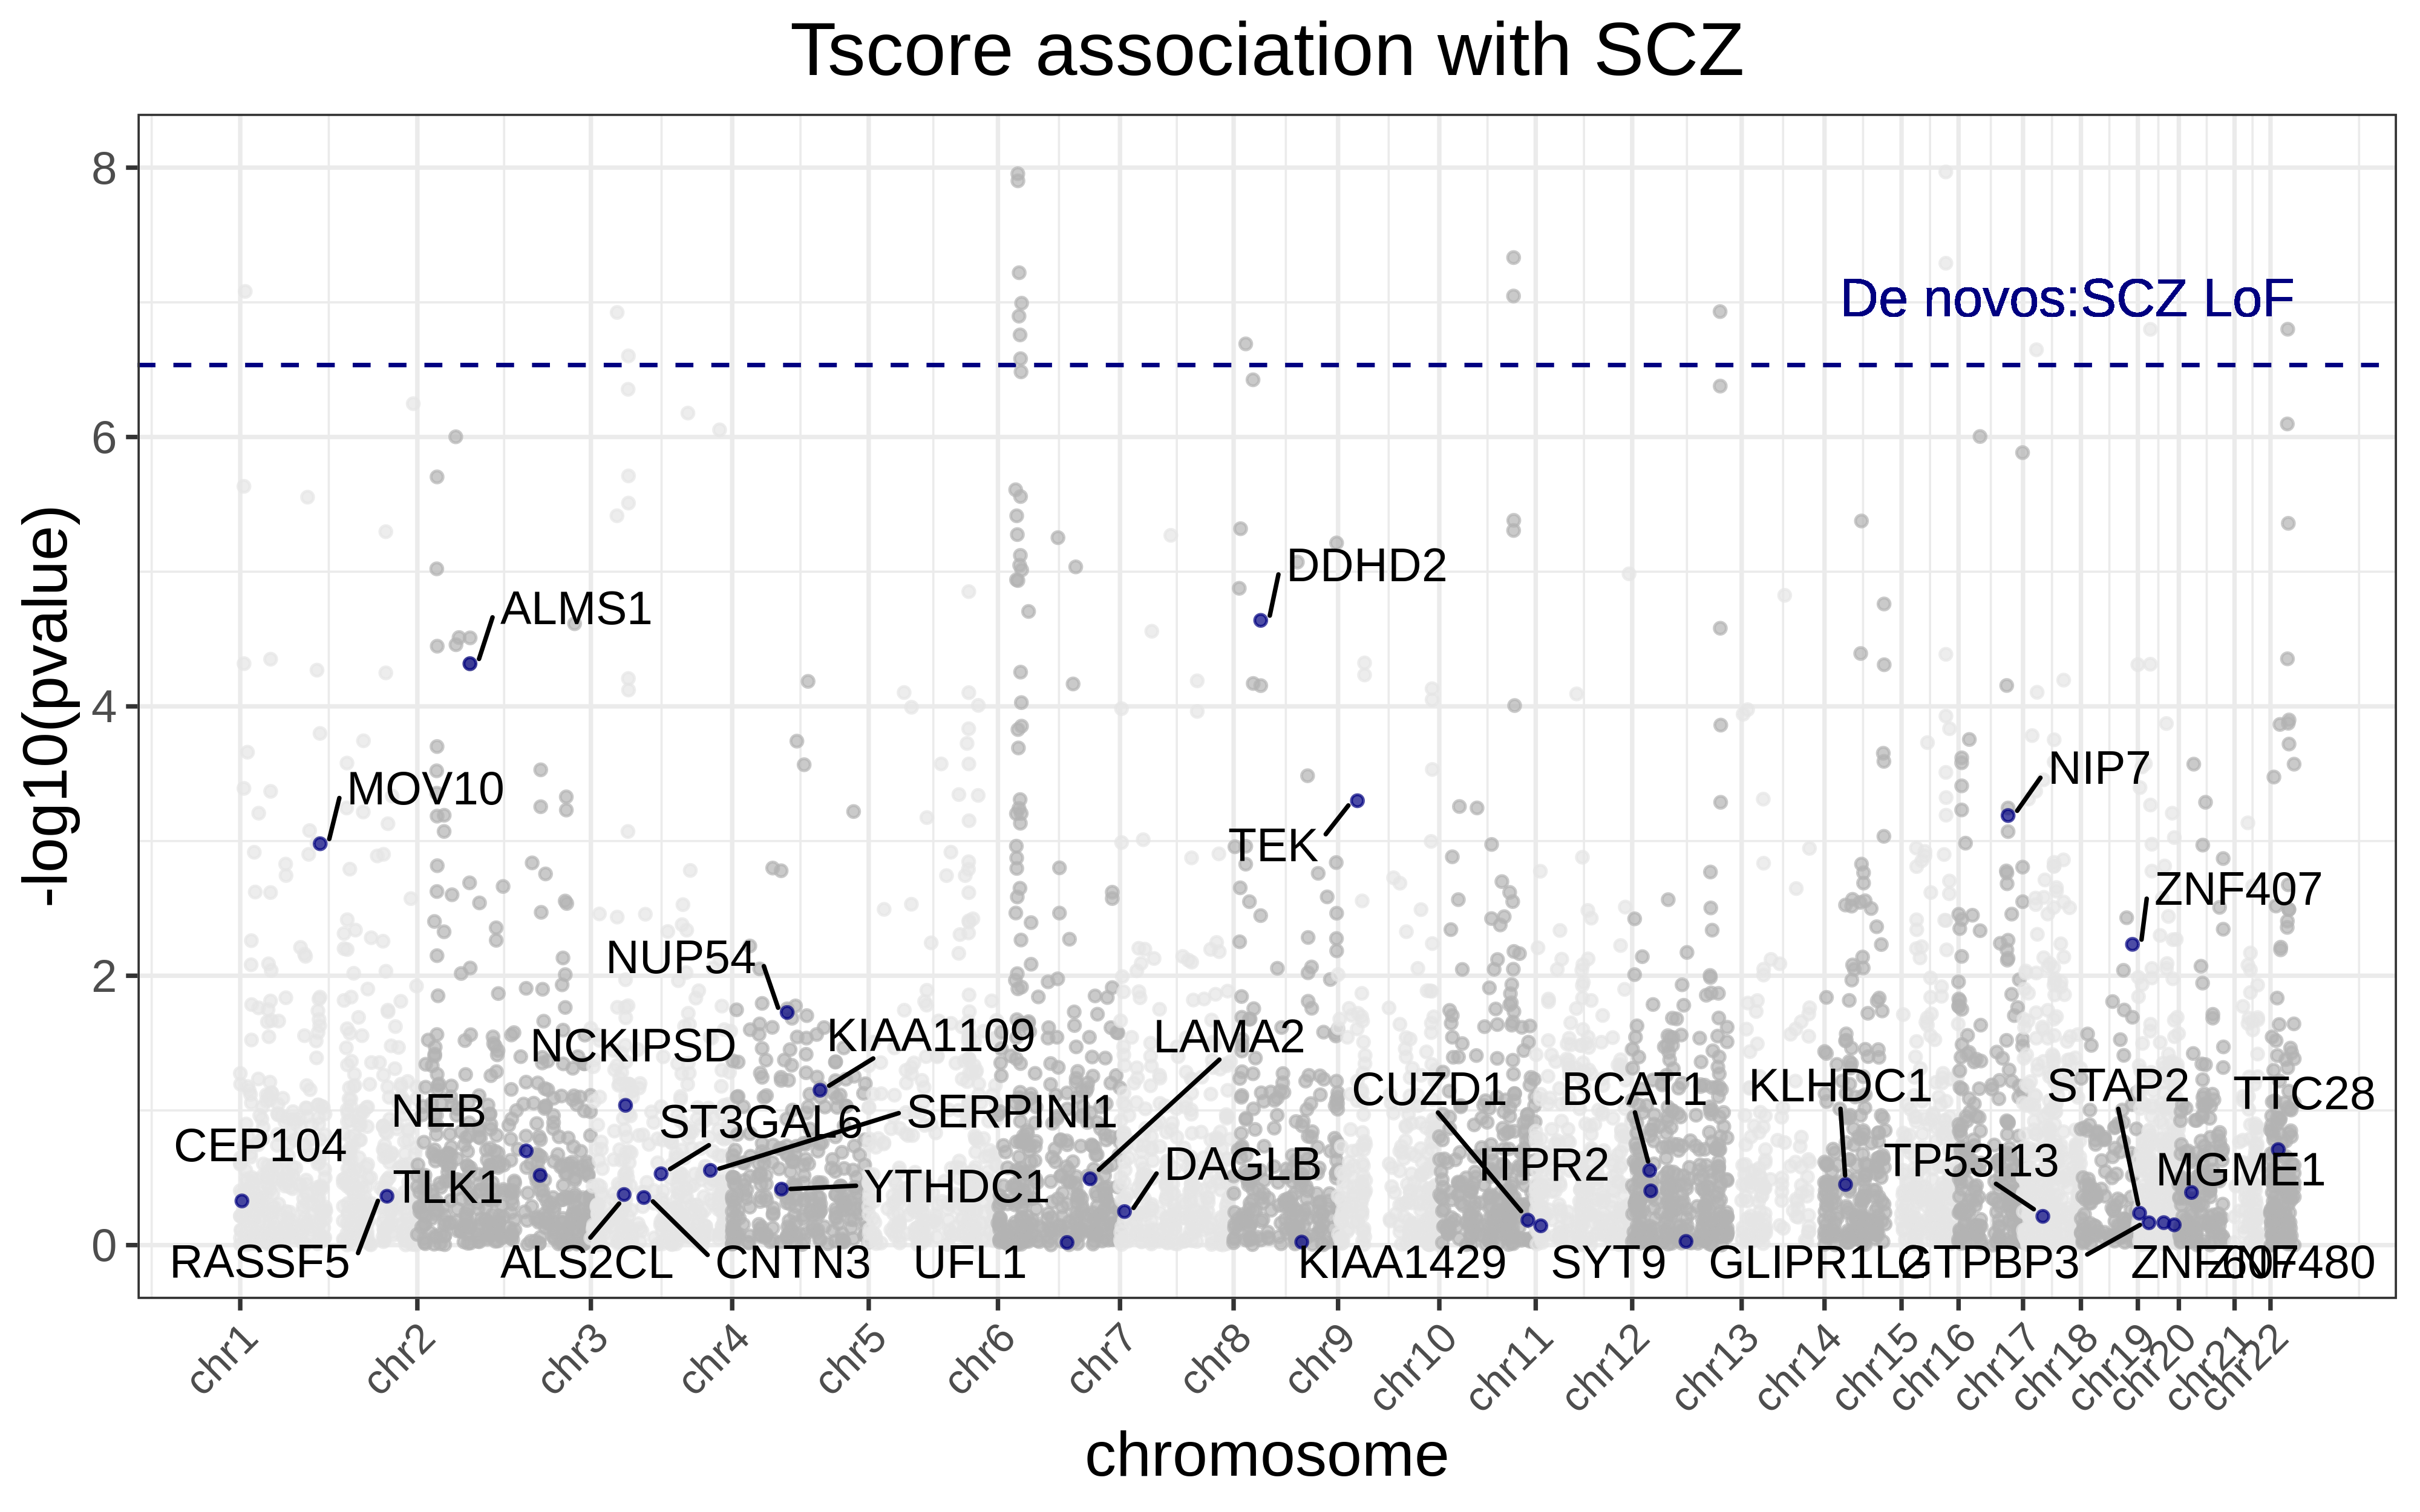 Tscore association with SCZ
8
De novos:SCZ LoF
6
-log10(pvalue)
DDHD2
ALMS1
4
NIP7
MOV10
TEK
ZNF407
NUP54
2
NCKIPSD
KIAA1109
LAMA2
NEB
ST3GAL6
SERPINI1
CUZD1
BCAT1
KLHDC1
STAP2
TTC28
CEP104
TLK1
YTHDC1
DAGLB
ITPR2
TP53I13
MGME1
0
RASSF5
ALS2CL
CNTN3
UFL1
KIAA1429
SYT9
GLIPR1L2
GTPBP3
ZNF607
ZNF480
chr1
chr2
chr3
chr4
chr5
chr6
chr7
chr8
chr9
chr10
chr11
chr12
chr13
chr14
chr15
chr16
chr17
chr18
chr19
chr20
chr21
chr22
chromosome